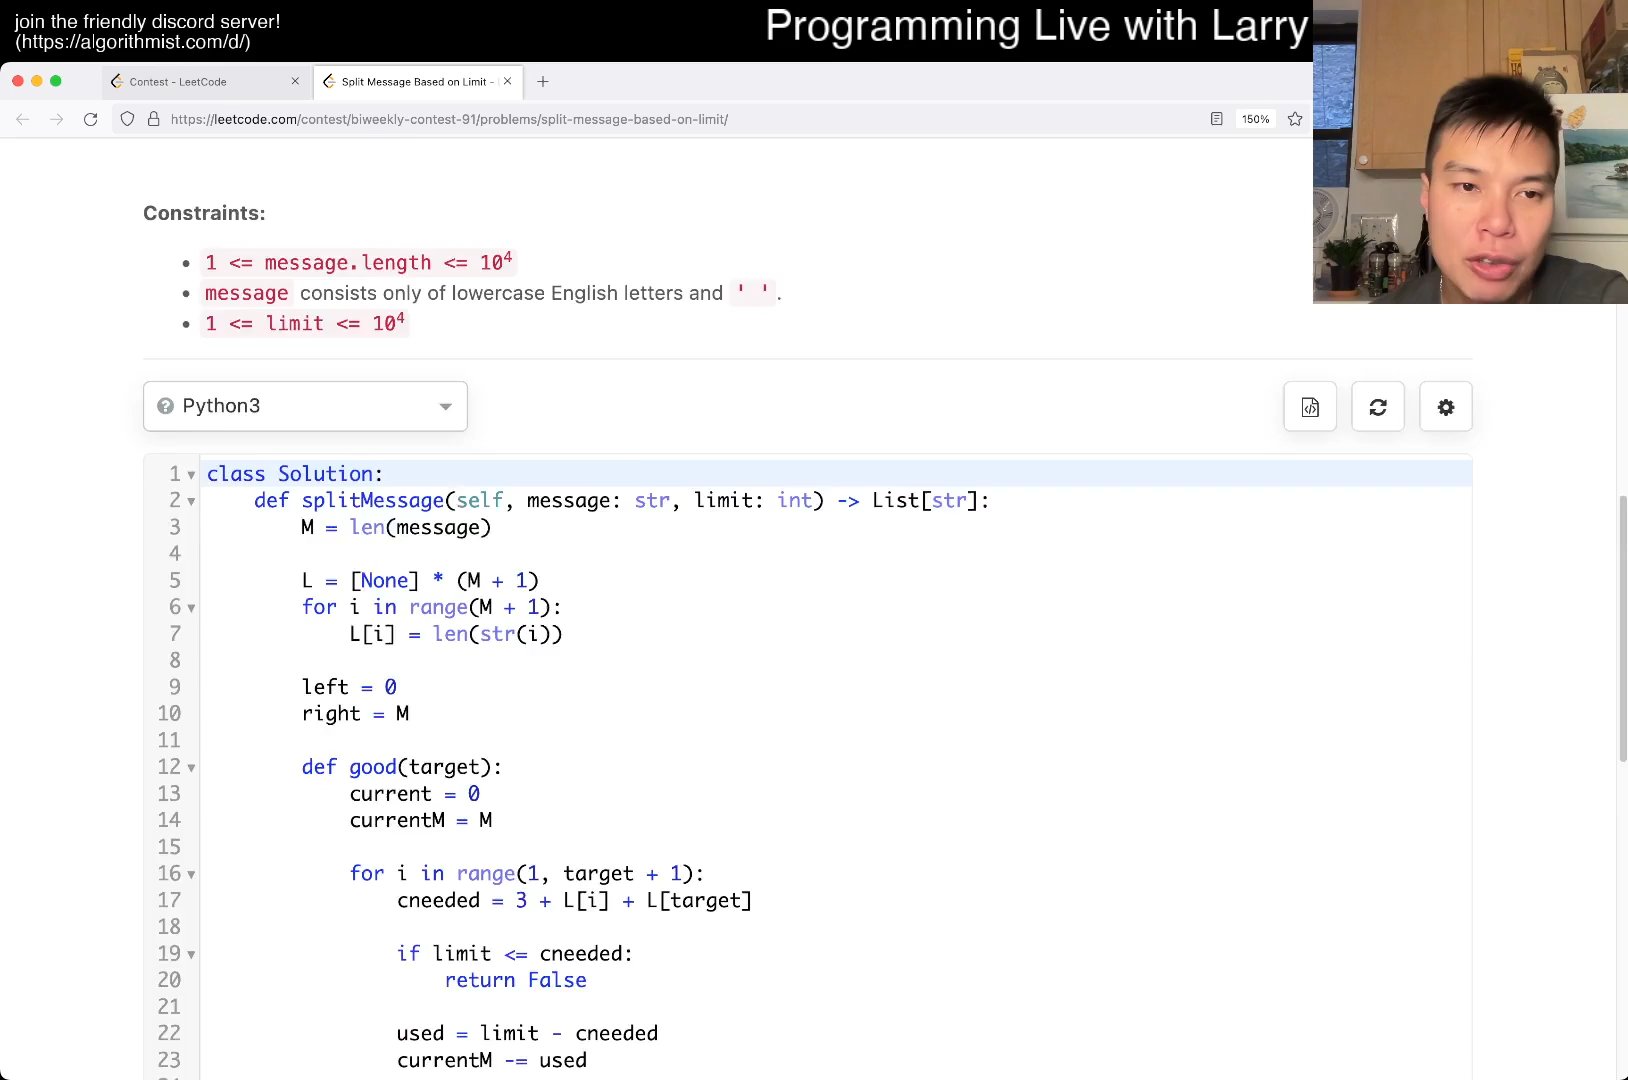 join the friendly discord server!
(https://algorithmist.com/d/)
Programming Live with Larry
Contest - LeetCode
Split Message Based on Limit -
https://leetcode.com/contest/biweekly-contest-91/problems/split-message-based-on-limit/
150%
Constraints:
1 <= message.length <= 10^4
message consists only of lowercase English letters and ' '.
1 <= limit <= 10^4
Python3
1 class Solution:
2     def splitMessage(self, message: str, limit: int) -> List[str]:
3         M = len(message)
4
5         L = [None] * (M + 1)
6         for i in range(M + 1):
7             L[i] = len(str(i))
8
9         left = 0
10         right = M
11
12         def good(target):
13             current = 0
14             currentM = M
15
16             for i in range(1, target + 1):
17                 cneeded = 3 + L[i] + L[target]
18
19                 if limit <= cneeded:
20                     return False
21
22                 used = limit - cneeded
23                 currentM -= used